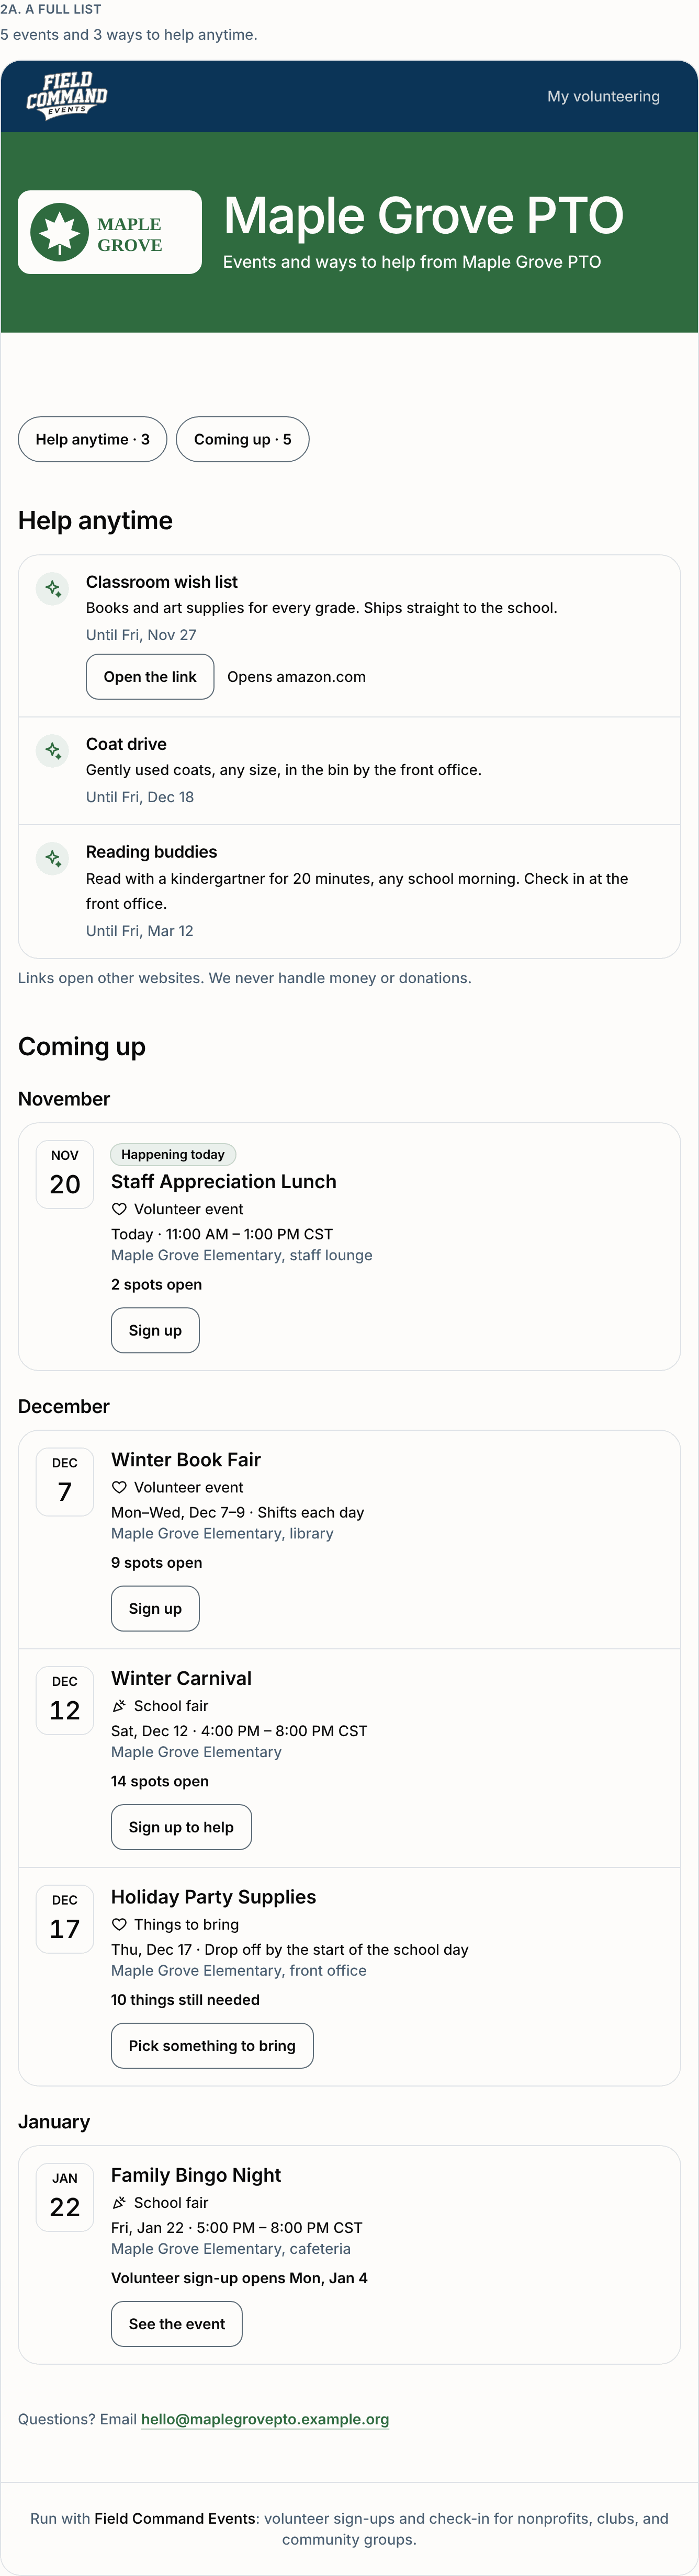 2A. A FULL LIST
5 events and 3 ways to help anytime.
FIELD
COMMAND
EVENTS
My volunteering
MAPLE
GROVE
Maple Grove PTO
Events and ways to help from Maple Grove PTO
Help anytime · 3
Coming up · 5
Help anytime
Classroom wish list
Books and art supplies for every grade. Ships straight to the school.
Until Fri, Nov 27
Open the link
Opens amazon.com
Coat drive
Gently used coats, any size, in the bin by the front office.
Until Fri, Dec 18
Reading buddies
Read with a kindergartner for 20 minutes, any school morning. Check in at the
front office.
Until Fri, Mar 12
Links open other websites. We never handle money or donations.
Coming up
November
NOV
20
Happening today
Staff Appreciation Lunch
Volunteer event
Today · 11:00 AM – 1:00 PM CST
Maple Grove Elementary, staff lounge
2 spots open
Sign up
December
DEC
7
Winter Book Fair
Volunteer event
Mon–Wed, Dec 7–9 · Shifts each day
Maple Grove Elementary, library
9 spots open
Sign up
DEC
12
Winter Carnival
School fair
Sat, Dec 12 · 4:00 PM – 8:00 PM CST
Maple Grove Elementary
14 spots open
Sign up to help
DEC
17
Holiday Party Supplies
Things to bring
Thu, Dec 17 · Drop off by the start of the school day
Maple Grove Elementary, front office
10 things still needed
Pick something to bring
January
JAN
22
Family Bingo Night
School fair
Fri, Jan 22 · 5:00 PM – 8:00 PM CST
Maple Grove Elementary, cafeteria
Volunteer sign-up opens Mon, Jan 4
See the event
Questions? Email hello@maplegrovepto.example.org
Run with Field Command Events: volunteer sign-ups and check-in for nonprofits, clubs, and
community groups.